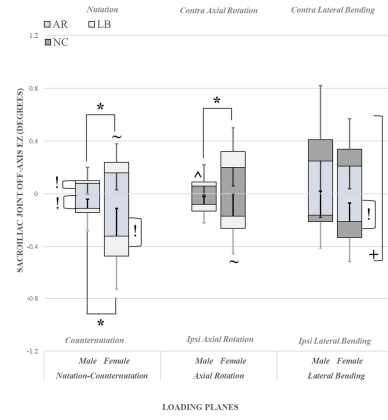 Nutation Contra Axial Rotation Contra Lateral Bending
AR LB
NC
SACROILIAC JOINT OFF-AXIS EZ (DEGREES)
1.2
0.8
0.4
0
-0.4
-0.8
-1.2
* ~ * ^ ! ! ! ! + ~ *
Counternutation Ipsi Axial Rotation Ipsi Lateral Bending
Male Female Male Female Male Female
Nutation-Counternutation Axial Rotation Lateral Bending
LOADING PLANES